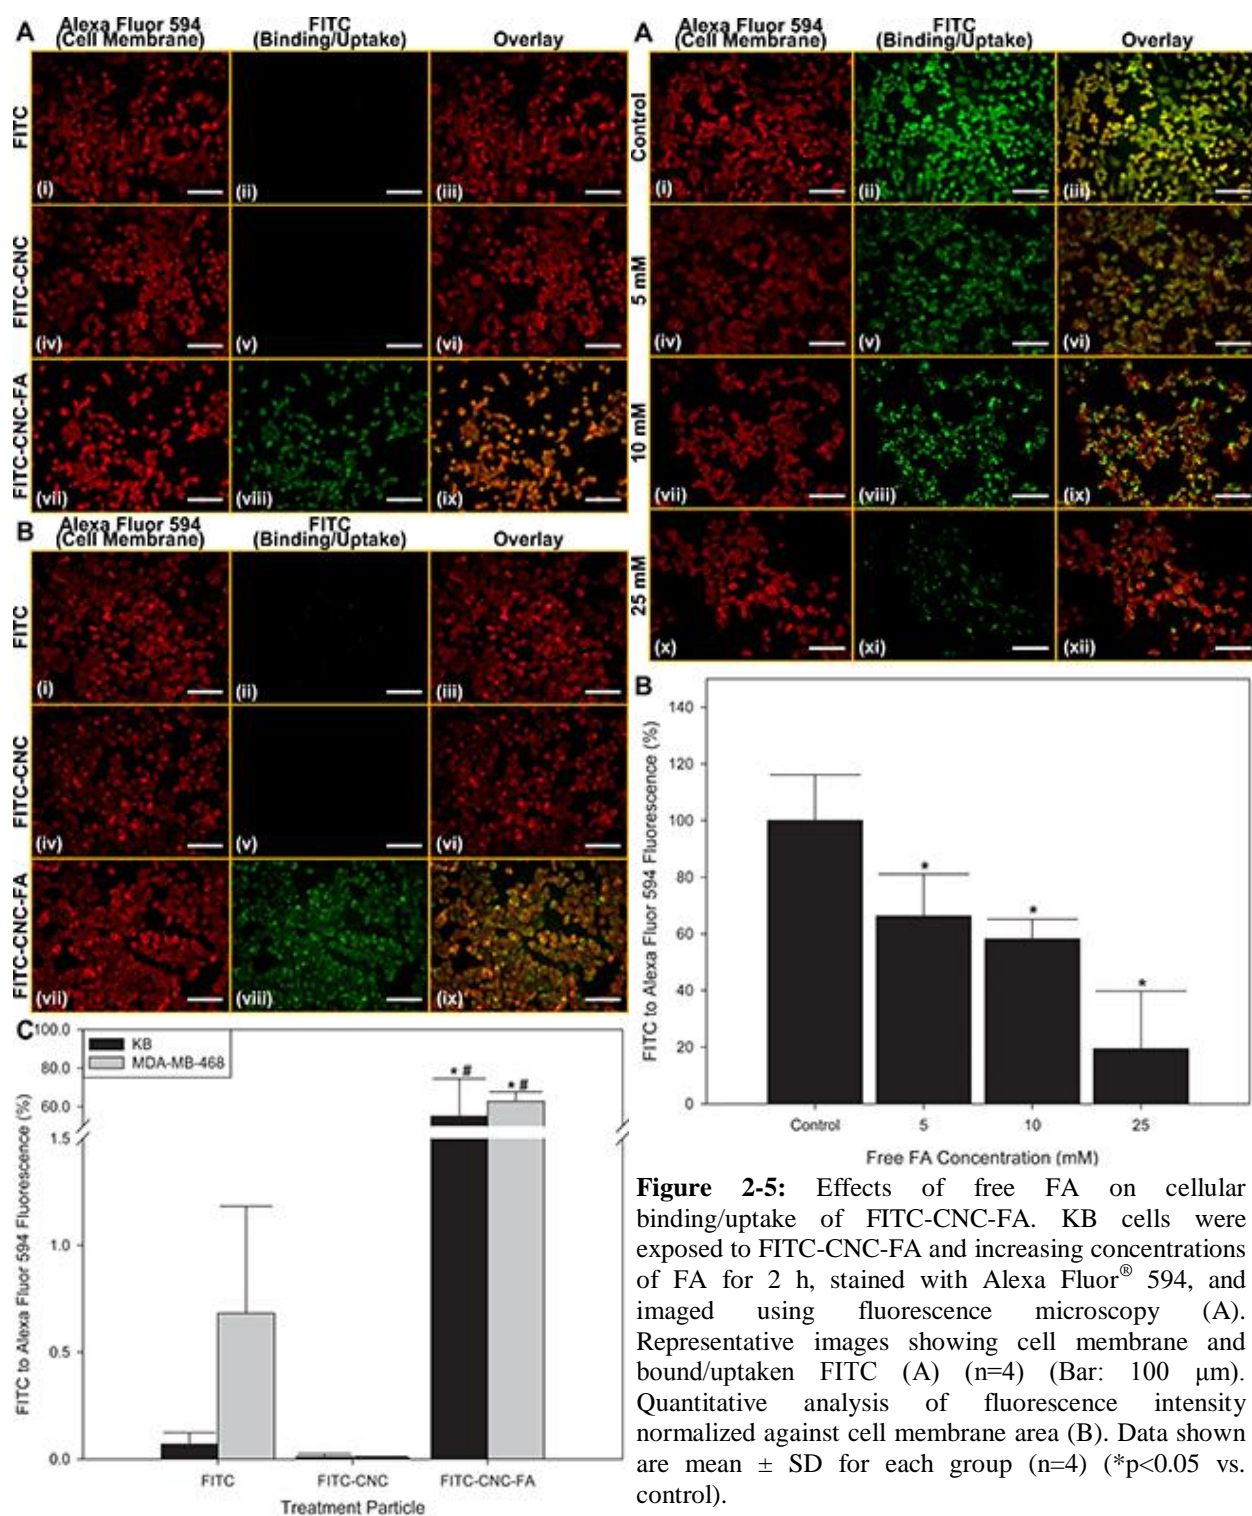 A
Alexa Fluor 594
(Cell Membrane)
FITC
(Binding/Uptake)
Overlay
FITC
(i)
(ii)
(iii)
FITC-CNC
(iv)
(v)
(vi)
FITC-CNC-FA
(vii)
(viii)
(ix)
B
Alexa Fluor 594
(Cell Membrane)
FITC
(Binding/Uptake)
Overlay
FITC
(i)
(ii)
(iii)
FITC-CNC
(iv)
(v)
(vi)
FITC-CNC-FA
(vii)
(viii)
(ix)
C
FITC to Alexa Fluor 594 Fluorescence (%)
100.0
80.0
60.0
1.5
1.0
0.5
0.0
KB
MDA-MB-468
* #
* #
FITC
FITC-CNC
FITC-CNC-FA
Treatment Particle
A
Alexa Fluor 594
(Cell Membrane)
FITC
(Binding/Uptake)
Overlay
Control
(i)
(ii)
(iii)
5 mM
(iv)
(v)
(vi)
10 mM
(vii)
(viii)
(ix)
25 mM
(x)
(xi)
(xii)
B
FITC to Alexa Fluor 594 Fluorescence (%)
140
120
100
80
60
40
20
0
*
*
*
Control
5
10
25
Free FA Concentration (mM)
Figure 2-5: Effects of free FA on cellular
binding/uptake of FITC-CNC-FA. KB cells were
exposed to FITC-CNC-FA and increasing concentrations
of FA for 2 h, stained with Alexa Fluor® 594, and
imaged using fluorescence microscopy (A).
Representative images showing cell membrane and
bound/uptaken FITC (A) (n=4) (Bar: 100 μm).
Quantitative analysis of fluorescence intensity
normalized against cell membrane area (B). Data shown
are mean ± SD for each group (n=4) (*p<0.05 vs.
control).